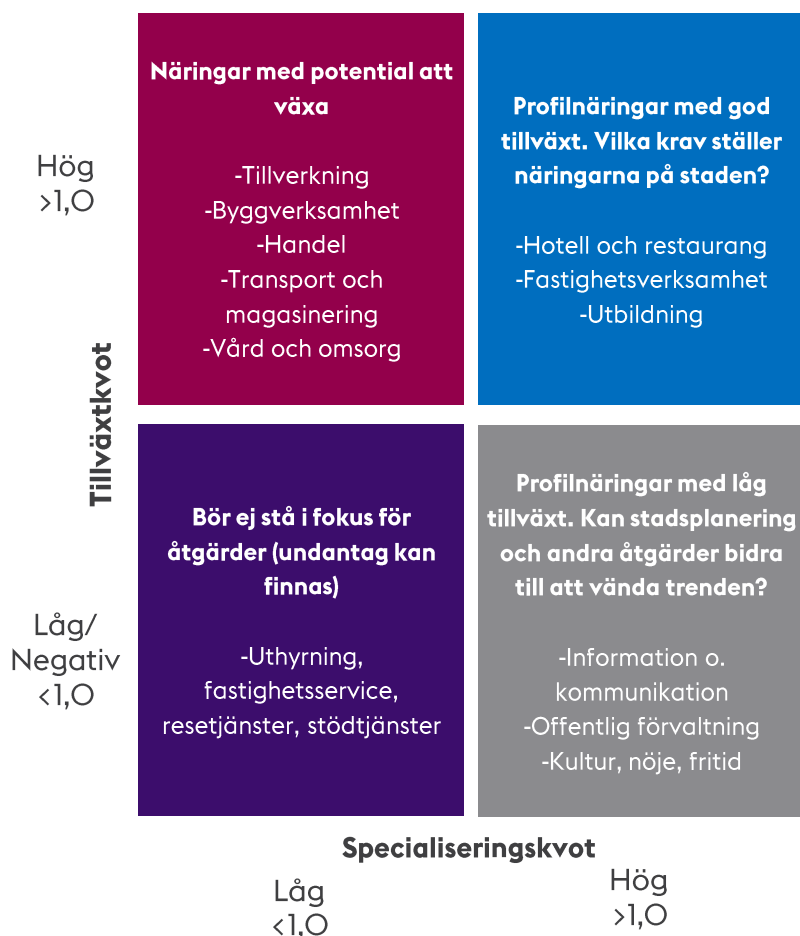 Näringar med potential att
växa
-Tillverkning
-Byggverksamhet
-Handel
-Transport och
magasinering
-Vård och omsorg
Profilnäringar med god
tillväxt. Vilka krav ställer
näringarna på staden?
-Hotell och restaurang
-Fastighetsverksamhet
-Utbildning
Hög
>1,0
Tillväxtkvot
Låg/
Negativ
<1,0
Bör ej stå i fokus för
åtgärder (undantag kan
finnas)
-Uthyrning,
fastighetsservice,
resetjänster, stödtjänster
Profilnäringar med låg
tillväxt. Kan stadsplanering
och andra åtgärder bidra
till att vända trenden?
-Information o.
kommunikation
-Offentlig förvaltning
-Kultur, nöje, fritid
Specialiseringskvot
Låg
<1,0
Hög
>1,0